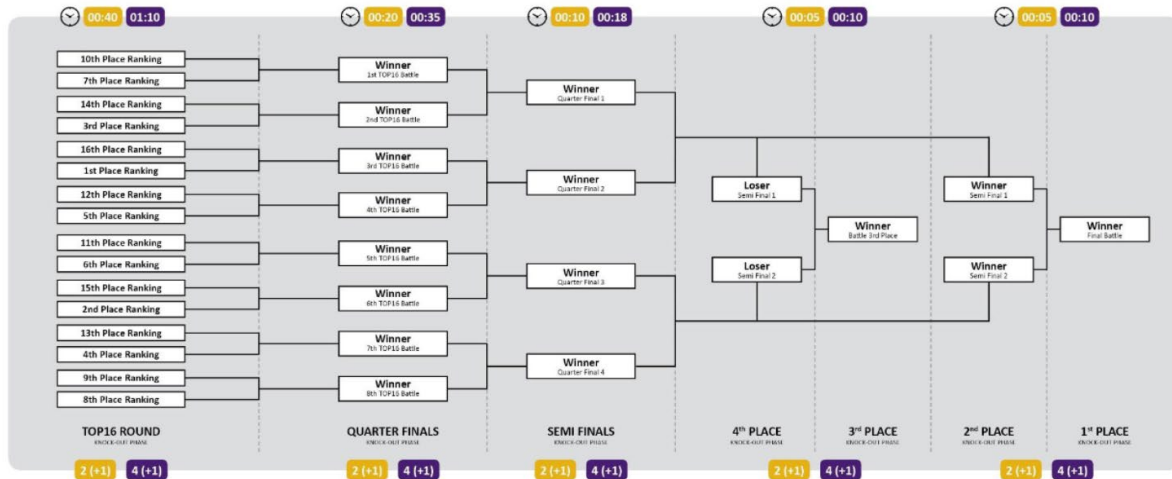 00:40 01:10
00:20 00:35
00:10 00:18
00:05 00:10
00:05 00:10
10th Place Ranking
7th Place Ranking
14th Place Ranking
3rd Place Ranking
16th Place Ranking
1st Place Ranking
12th Place Ranking
5th Place Ranking
11th Place Ranking
6th Place Ranking
15th Place Ranking
2nd Place Ranking
13th Place Ranking
4th Place Ranking
9th Place Ranking
8th Place Ranking
Winner
1st TOP16 Battle
Winner
2nd TOP16 Battle
Winner
3rd TOP16 Battle
Winner
4th TOP16 Battle
Winner
5th TOP16 Battle
Winner
6th TOP16 Battle
Winner
7th TOP16 Battle
Winner
8th TOP16 Battle
Winner
Quarter Final 1
Winner
Quarter Final 2
Winner
Quarter Final 3
Winner
Quarter Final 4
Loser
Semi Final 1
Loser
Semi Final 2
Winner
Battle 3rd Place
Winner
Semi Final 1
Winner
Semi Final 2
Winner
Final Battle
TOP16 ROUND
KNOCK-OUT PHASE
QUARTER FINALS
KNOCK-OUT PHASE
SEMI FINALS
KNOCK-OUT PHASE
4th PLACE
KNOCK-OUT PHASE
3rd PLACE
KNOCK-OUT PHASE
2nd PLACE
KNOCK-OUT PHASE
1st PLACE
KNOCK-OUT PHASE
2 (+1) 4 (+1)
2 (+1) 4 (+1)
2 (+1) 4 (+1)
2 (+1) 4 (+1)
2 (+1) 4 (+1)